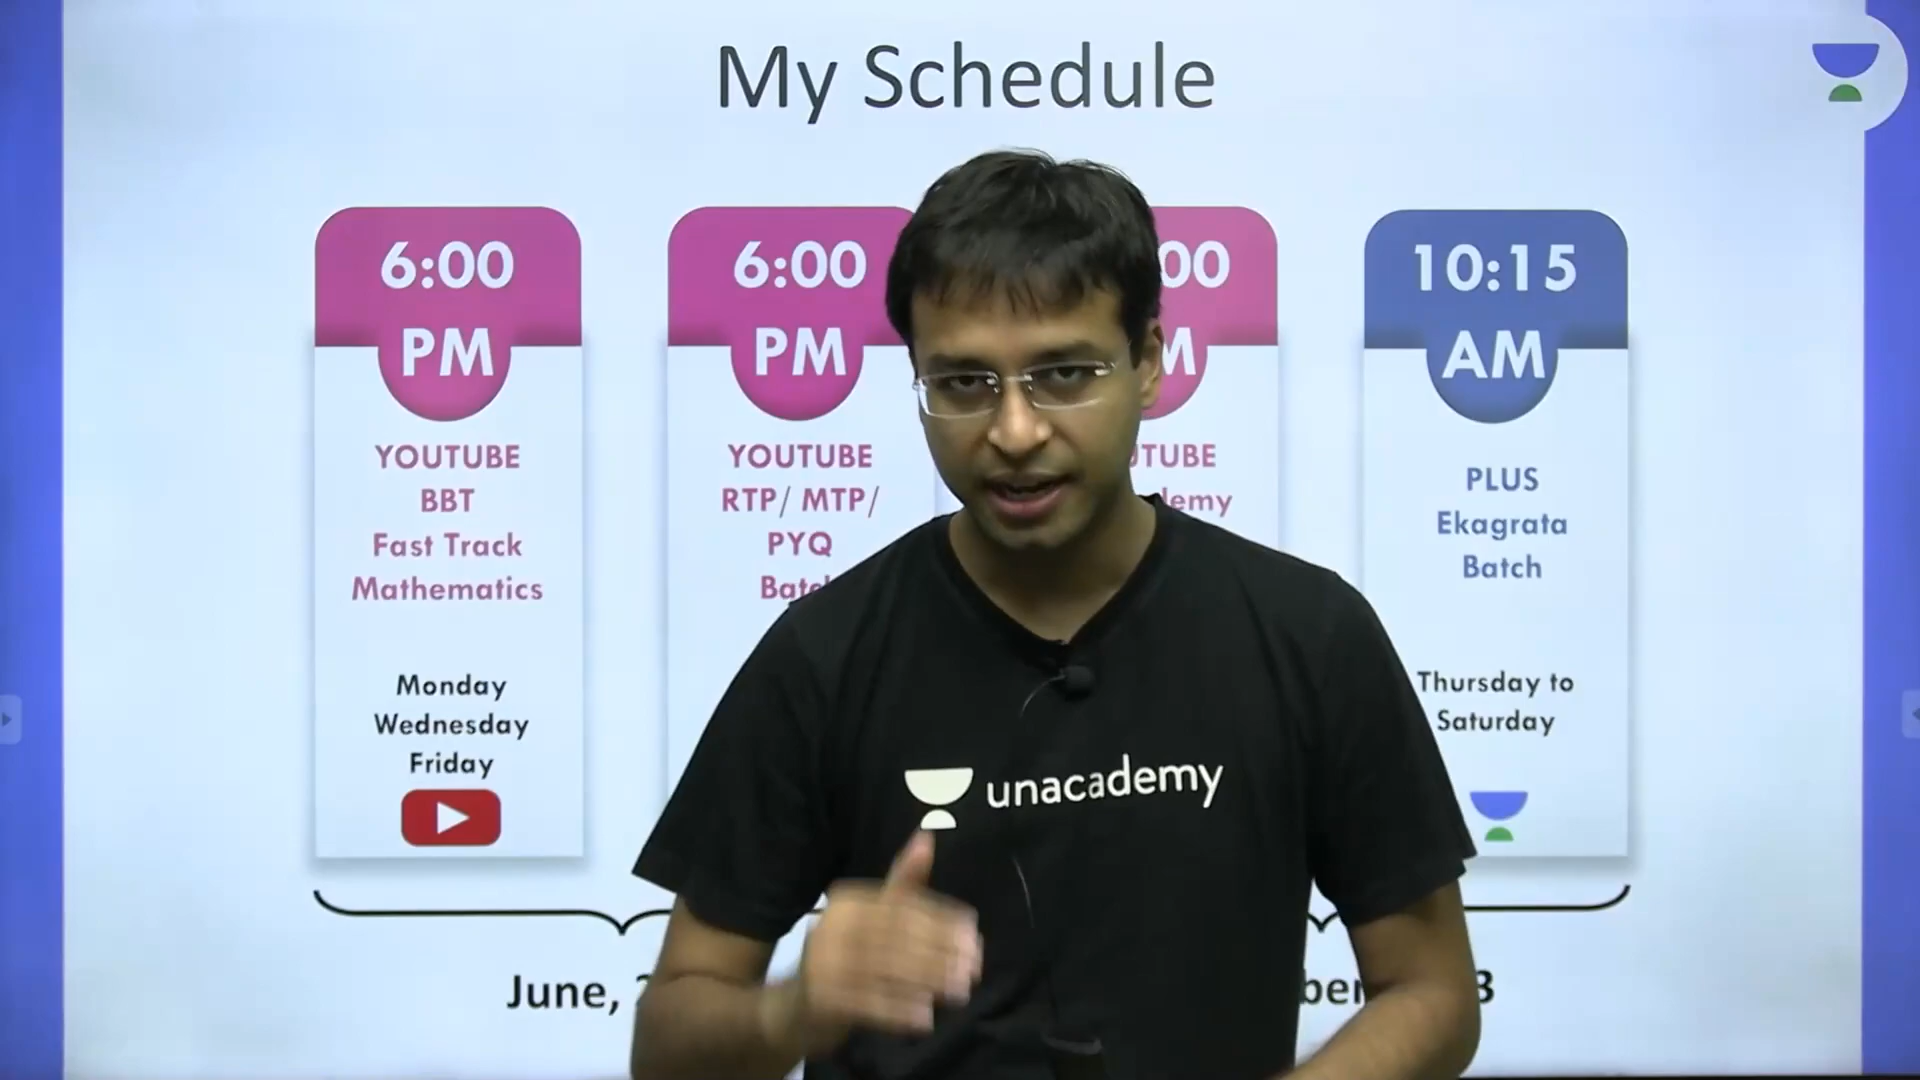 My Schedule
6:00
PM
YOUTUBE
BBT
Fast Track
Mathematics
Monday
Wednesday
Friday
6:00
PM
YOUTUBE
RTP/ MTP/
PYQ
10:15
AM
PLUS
Ekagrata
Batch
Thursday to
Saturday
unacademy
June,